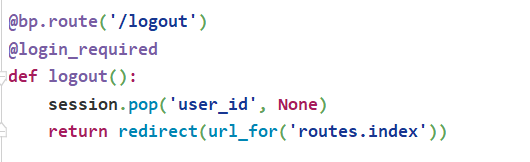 @bp.route('/logout')
@login_required
def logout():
    session.pop('user_id', None)
    return redirect(url_for('routes.index'))